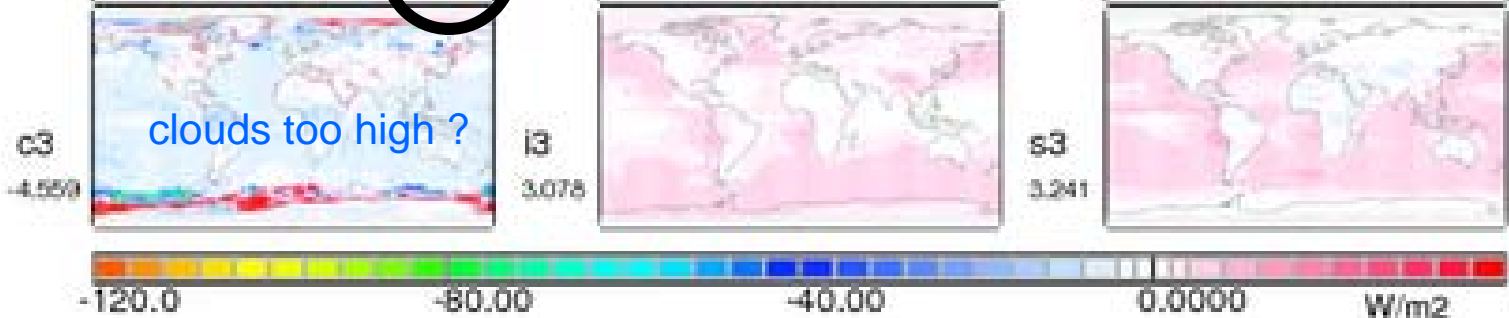 clouds too high ?
c3
-4.559
i3
3.078
s3
3.241
-120.0 -80.00 -40.00 0.0000 W/m2